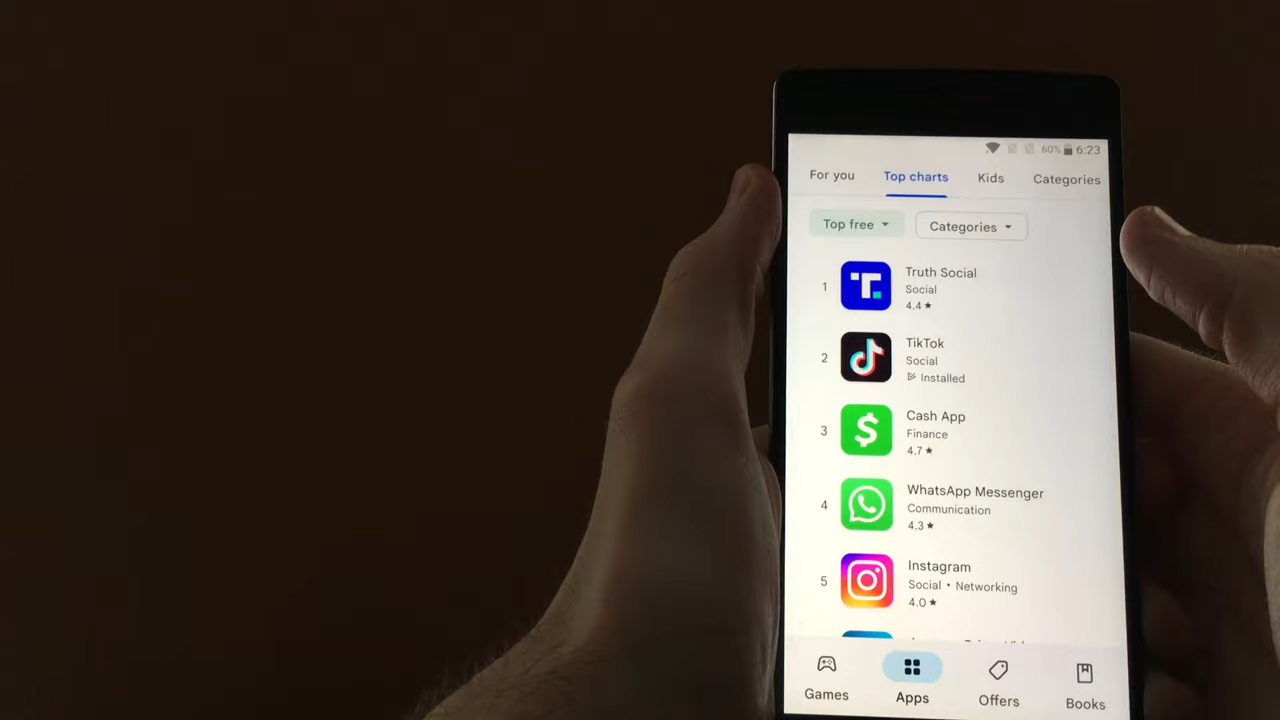 60% 6:23
For you Top charts Kids Categories
Top free Categories
1 Truth Social
Social
4.4 ★
2 TikTok
Social
Installed
3 Cash App
Finance
4.7 ★
4 WhatsApp Messenger
Communication
4.3 ★
5 Instagram
Social • Networking
4.0 ★
Games Apps Offers Books